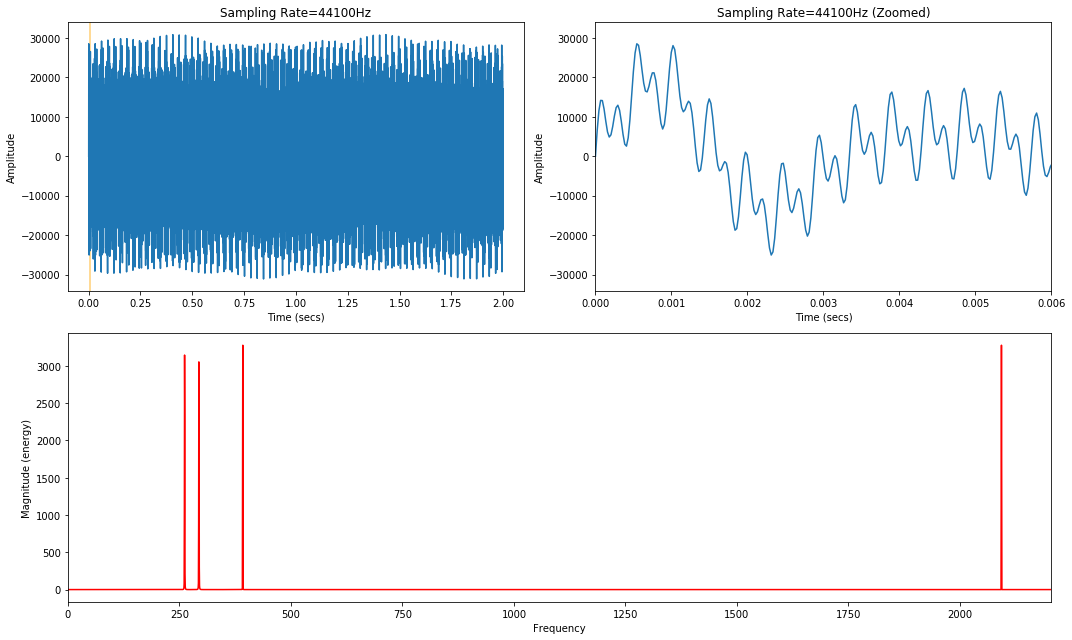 Sampling Rate=44100Hz
30000
20000
10000
0
−10000
−20000
−30000
Amplitude
0.00 0.25 0.50 0.75 1.00 1.25 1.50 1.75 2.00
Time (secs)
Sampling Rate=44100Hz (Zoomed)
30000
20000
10000
0
−10000
−20000
−30000
Amplitude
0.000 0.001 0.002 0.003 0.004 0.005 0.006
Time (secs)
3000
2500
2000
1500
1000
500
0
Magnitude (energy)
0 250 500 750 1000 1250 1500 1750 2000
Frequency